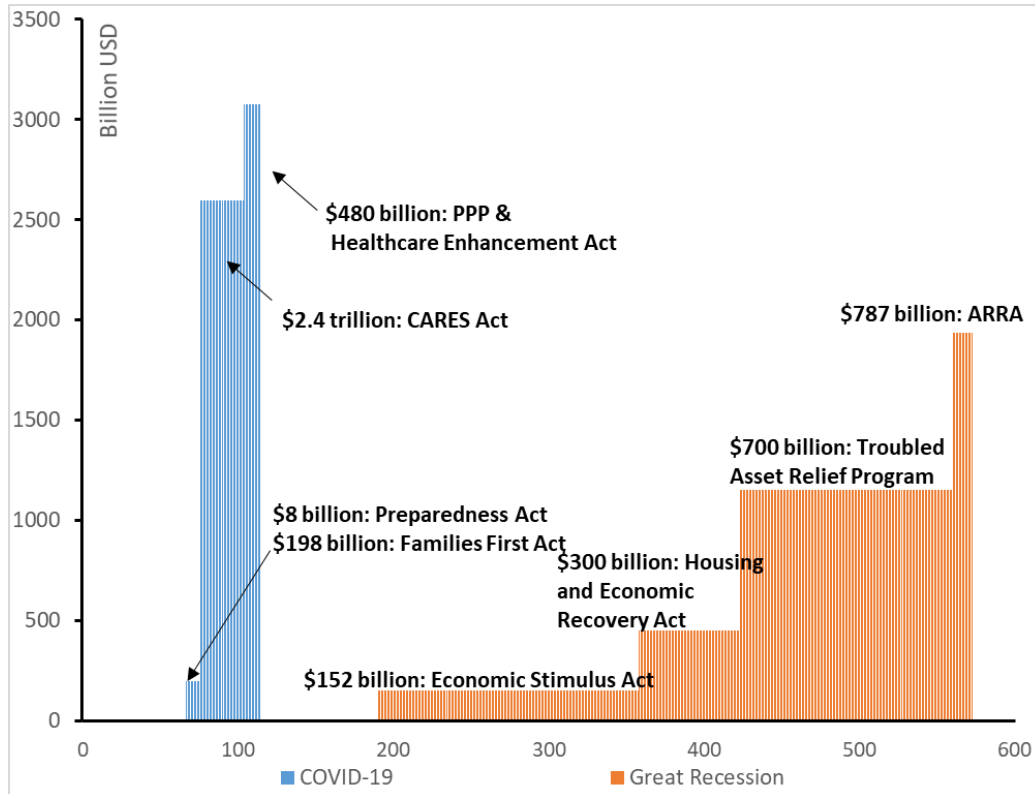 3500
Billion USD
3000
2500
2000
1500
1000
500
0
$480 billion: PPP &
Healthcare Enhancement Act
$2.4 trillion: CARES Act
$787 billion: ARRA
$700 billion: Troubled
Asset Relief Program
$8 billion: Preparedness Act
$198 billion: Families First Act
$300 billion: Housing
and Economic
Recovery Act
$152 billion: Economic Stimulus Act
0 100 200 300 400 500 600
COVID-19 Great Recession